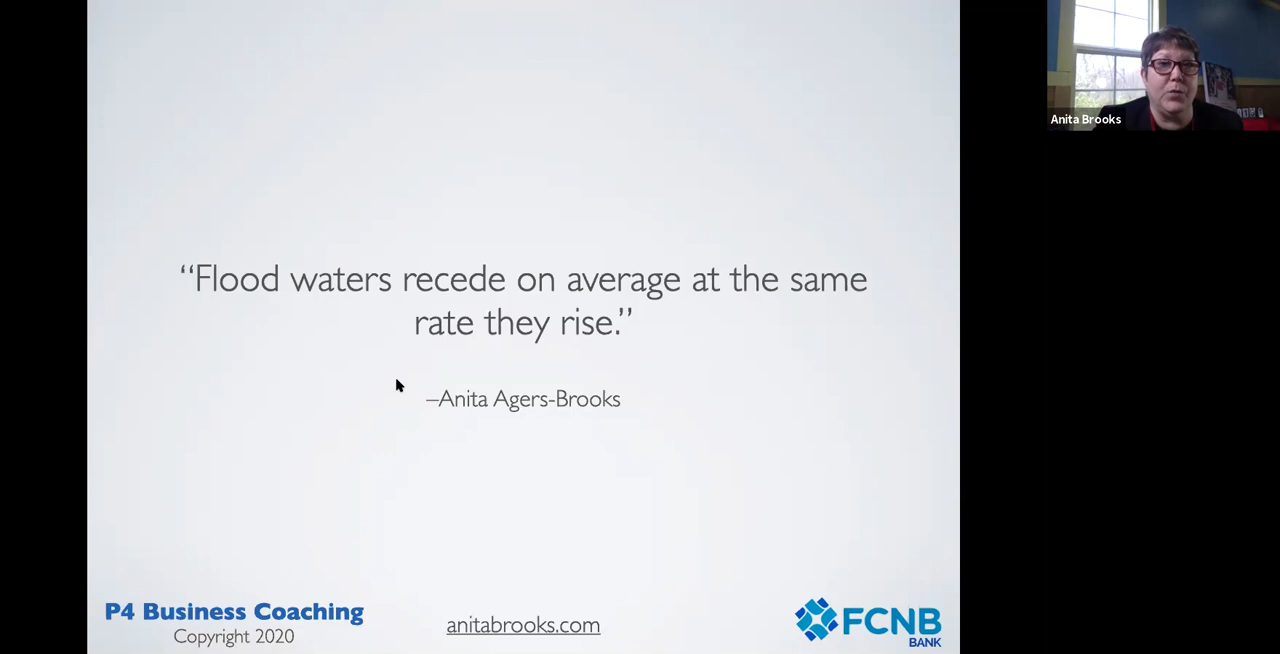 Anita Brooks
“Flood waters recede on average at the same
rate they rise.”
–Anita Agers-Brooks
P4 Business Coaching
Copyright 2020
anitabrooks.com
FCNB
BANK